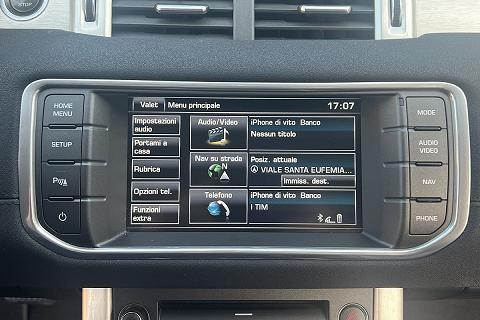 STOP
HOME
MENU
SETUP
Valet
Menu principale
17:07
Impostazioni
audio
Portami a
casa
Rubrica
Opzioni tel.
Funzioni
extra
Audio/Video
iPhone di vito Banco
Nessun titolo
Nav su strada
N
Posiz. attuale
VIALE SANTA EUFEMIA...
Immiss. dest.
Telefono
iPhone di vito Banco
I TIM
MODE
AUDIO
VIDEO
NAV
PHONE